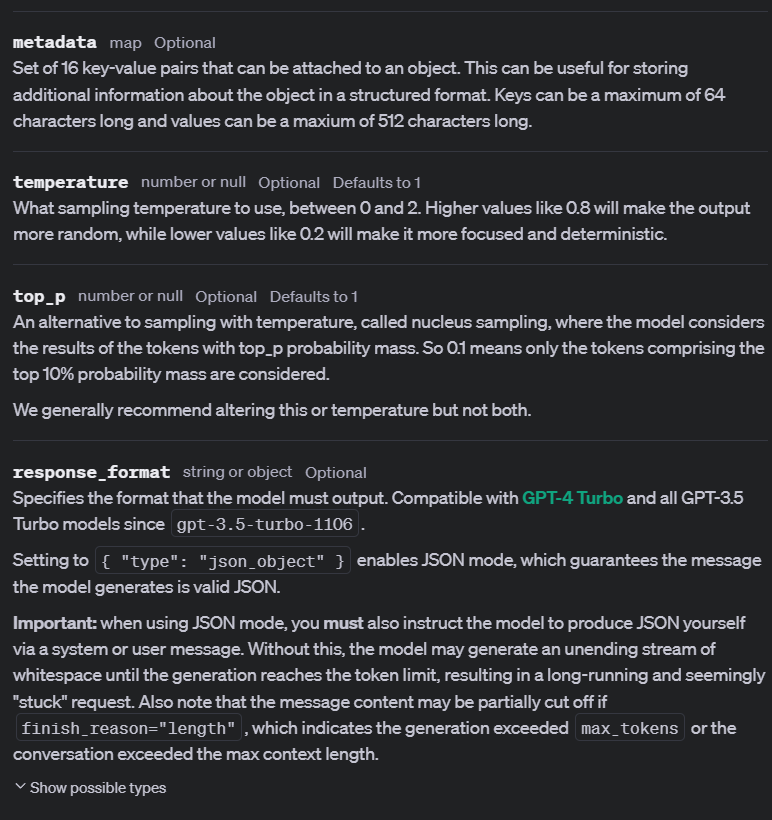 metadata map Optional
Set of 16 key-value pairs that can be attached to an object. This can be useful for storing
additional information about the object in a structured format. Keys can be a maximum of 64
characters long and values can be a maxium of 512 characters long.
temperature number or null Optional Defaults to 1
What sampling temperature to use, between 0 and 2. Higher values like 0.8 will make the output
more random, while lower values like 0.2 will make it more focused and deterministic.
top_p number or null Optional Defaults to 1
An alternative to sampling with temperature, called nucleus sampling, where the model considers
the results of the tokens with top_p probability mass. So 0.1 means only the tokens comprising the
top 10% probability mass are considered.
We generally recommend altering this or temperature but not both.
response_format string or object Optional
Specifies the format that the model must output. Compatible with GPT-4 Turbo and all GPT-3.5
Turbo models since gpt-3.5-turbo-1106.
Setting to { "type": "json_object" } enables JSON mode, which guarantees the message
the model generates is valid JSON.
Important: when using JSON mode, you must also instruct the model to produce JSON yourself
via a system or user message. Without this, the model may generate an unending stream of
whitespace until the generation reaches the token limit, resulting in a long-running and seemingly
"stuck" request. Also note that the message content may be partially cut off if
finish_reason="length", which indicates the generation exceeded max_tokens or the
conversation exceeded the max context length.
Show possible types